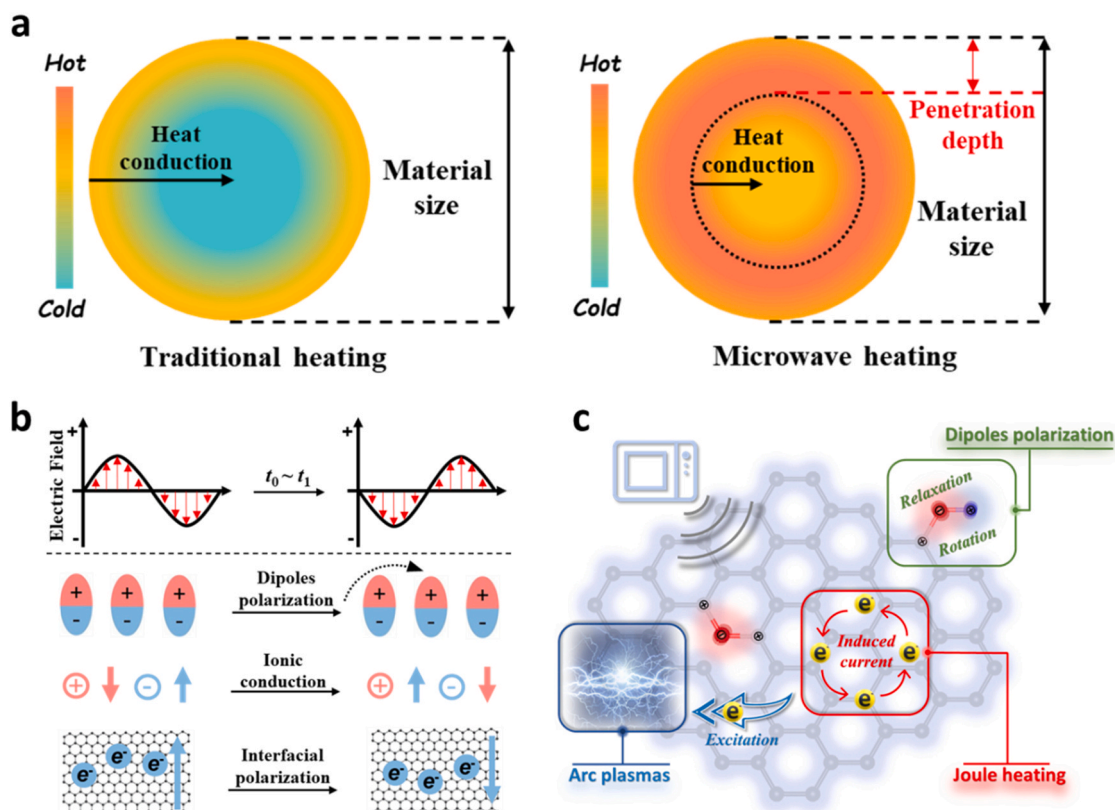 a
Hot
Heat
conduction
Material
size
Cold
Traditional heating
Hot
Penetration
depth
Heat
conduction
Material
size
Cold
Microwave heating
b
Electric Field
+
-
t₀ ~ t₁
+
-
+ + +
- - -
Dipoles
polarization
+ + +
- - -
+ -
Ionic
conduction
+ -
e⁻ e⁻ e⁻
Interfacial
polarization
e⁻ e⁻ e⁻
c
Dipoles polarization
Relaxation
Rotation
Induced
current
e⁻
e⁻
e⁻
e⁻
e⁻
Excitation
Arc plasmas
Joule heating